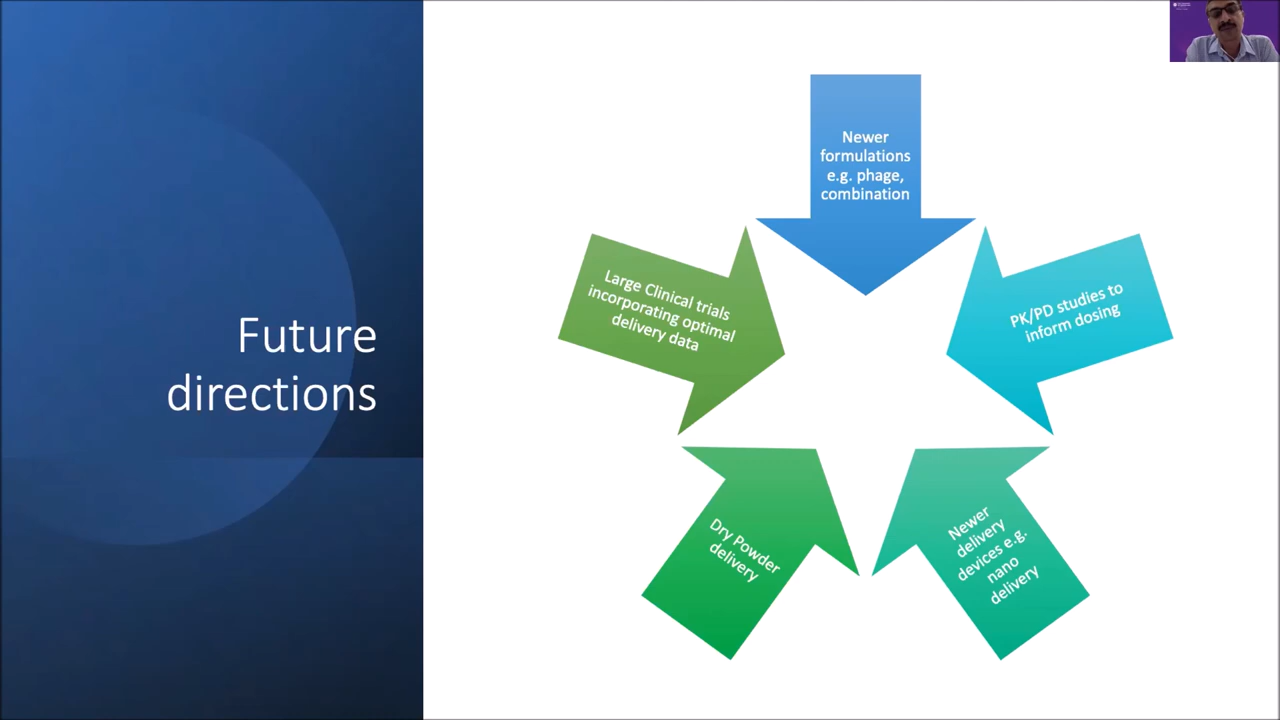 Future
directions
Newer
formulations
e.g. phage,
combination
PK/PD studies to
inform dosing
Newer
delivery
devices e.g.
nano
delivery
Dry Powder
delivery
Large Clinical trials
incorporating optimal
delivery data